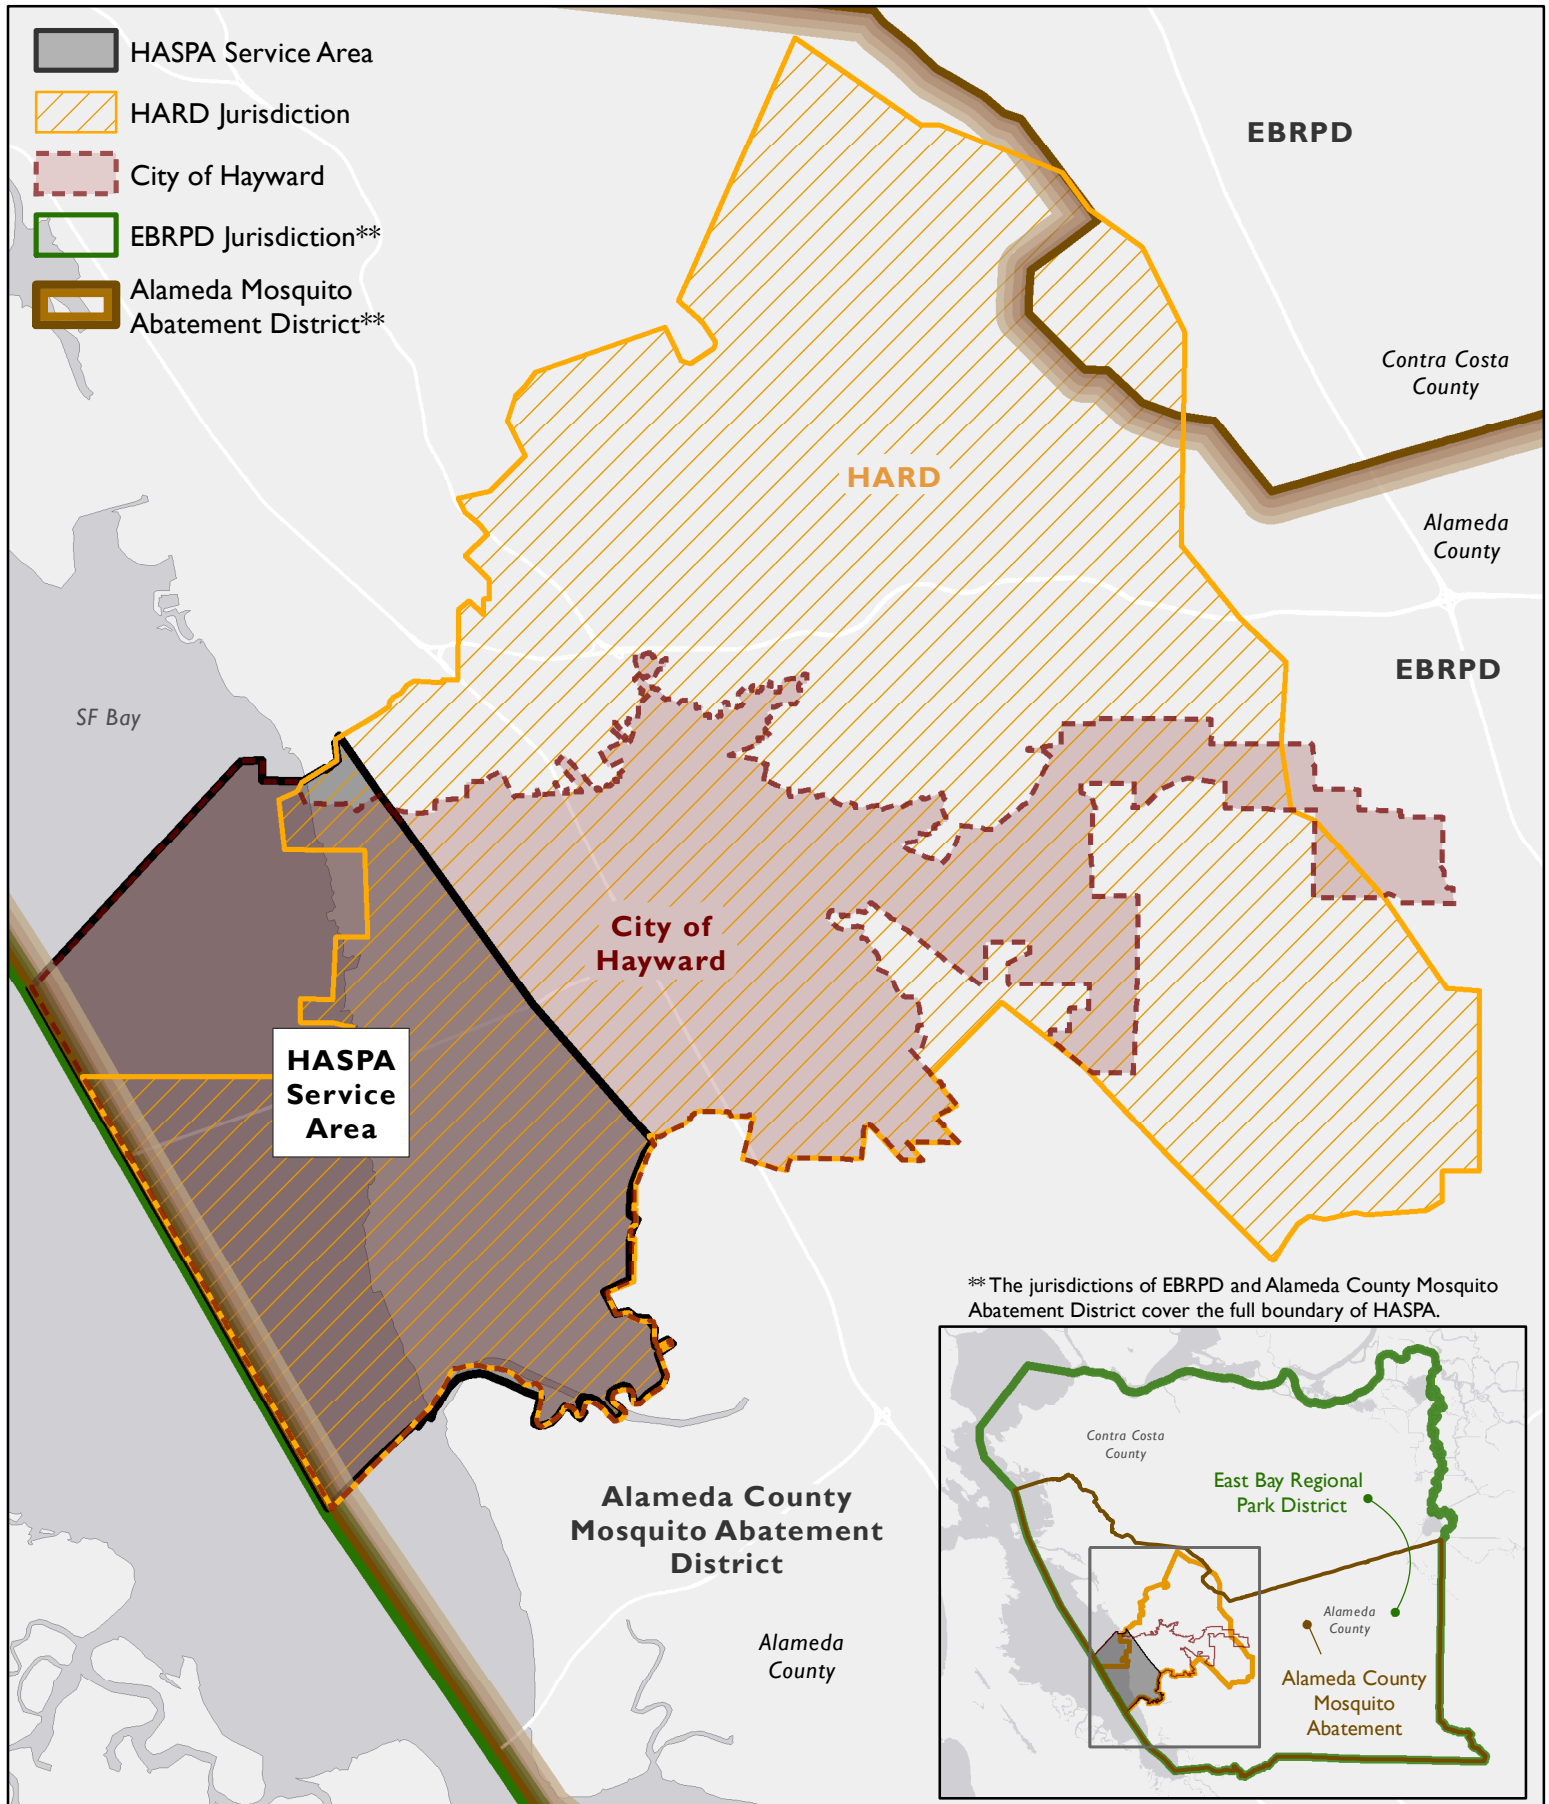 HASPA Service Area
HARD Jurisdiction
City of Hayward
EBRPD Jurisdiction**
Alameda Mosquito
Abatement District**
EBRPD
Contra Costa
County
HARD
Alameda
County
EBRPD
SF Bay
City of
Hayward
HASPA
Service
Area
** The jurisdictions of EBRPD and Alameda County Mosquito
Abatement District cover the full boundary of HASPA.
Alameda County
Mosquito Abatement
District
Alameda
County
Contra Costa
County
East Bay Regional
Park District
Alameda
County
Alameda County
Mosquito
Abatement